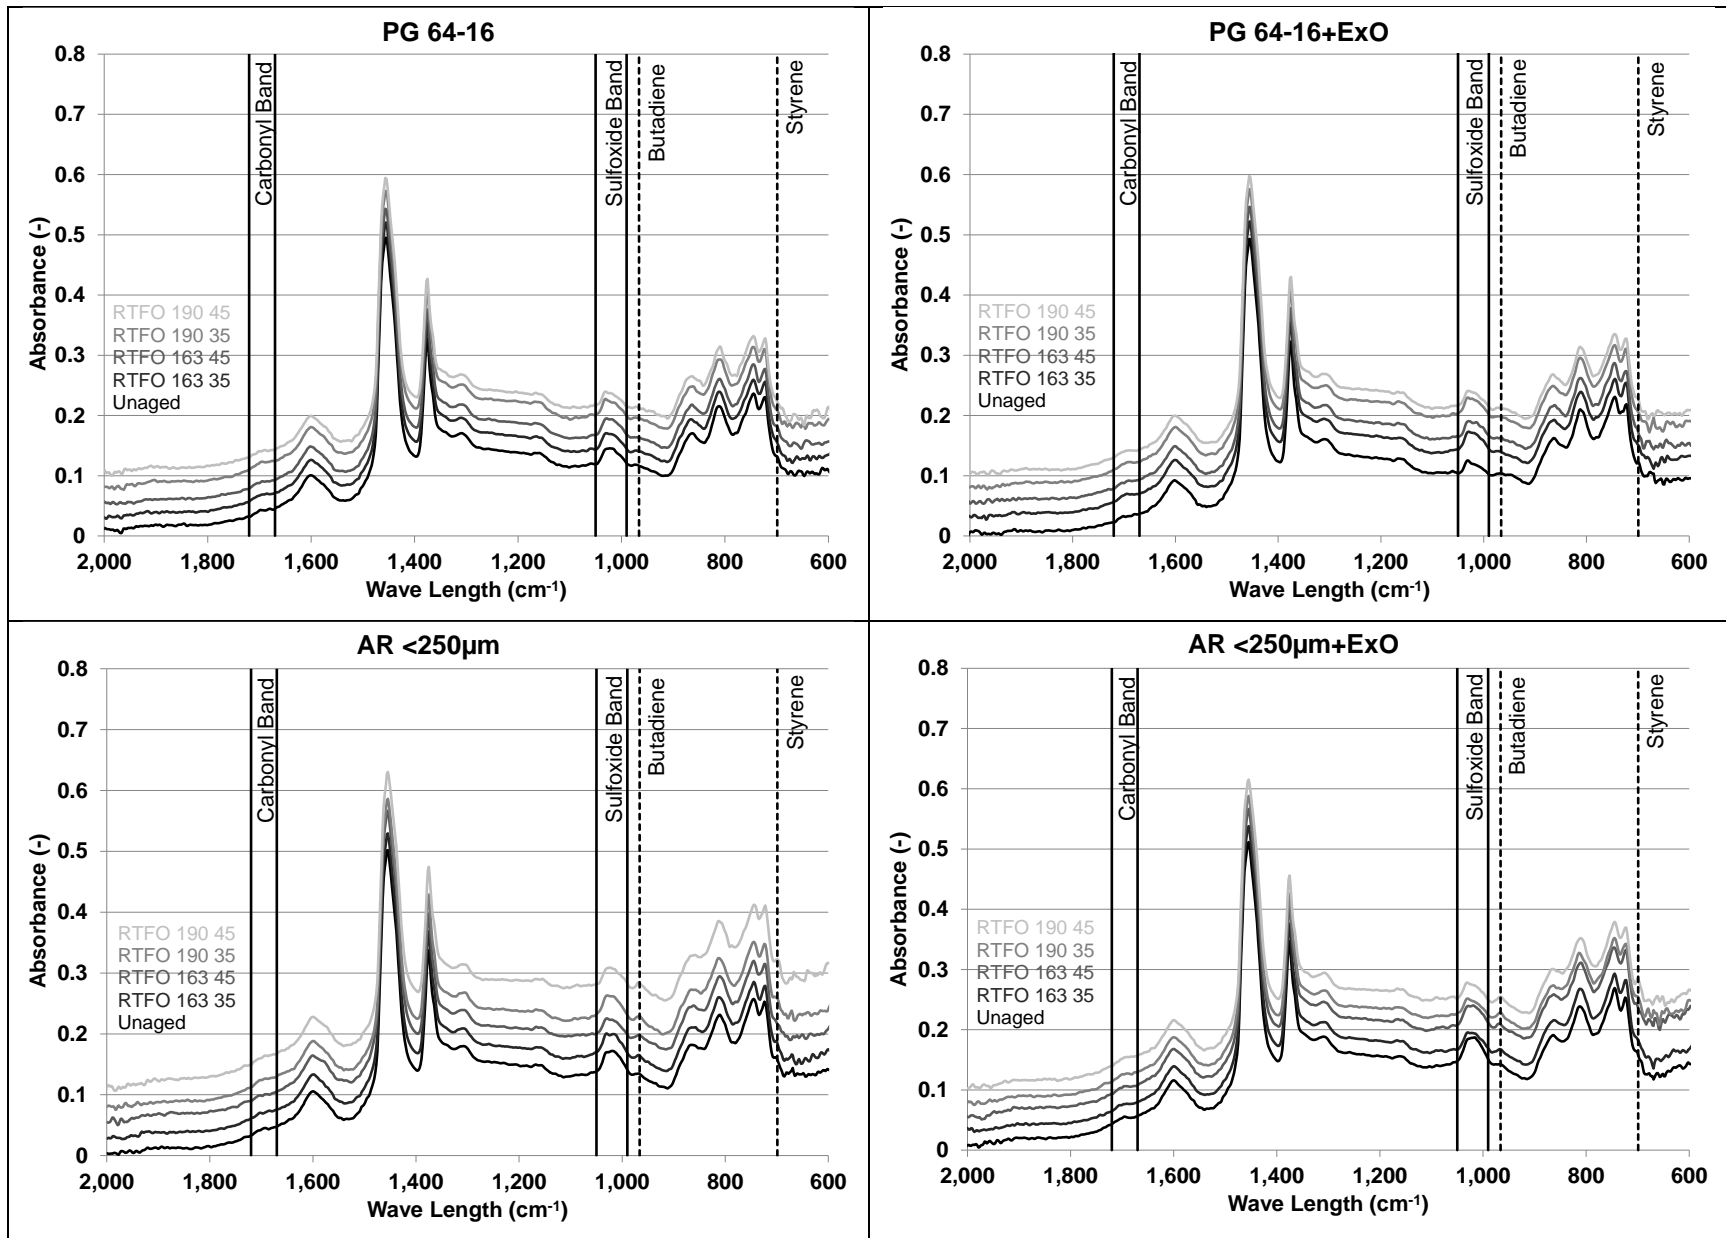 PG 64-16
0.8
0.7
0.6
0.5
0.4
0.3
0.2
0.1
0
Absorbance (-)
Carbonyl Band
Sulfoxide Band
Butadiene
Styrene
RTFO 190 45
RTFO 190 35
RTFO 163 45
RTFO 163 35
Unaged
2,000 1,800 1,600 1,400 1,200 1,000 800 600
Wave Length (cm⁻¹)
PG 64-16+ExO
0.8
0.7
0.6
0.5
0.4
0.3
0.2
0.1
0
Absorbance (-)
Carbonyl Band
Sulfoxide Band
Butadiene
Styrene
RTFO 190 45
RTFO 190 35
RTFO 163 45
RTFO 163 35
Unaged
2,000 1,800 1,600 1,400 1,200 1,000 800 600
Wave Length (cm⁻¹)
AR <250µm
0.8
0.7
0.6
0.5
0.4
0.3
0.2
0.1
0
Absorbance (-)
Carbonyl Band
Sulfoxide Band
Butadiene
Styrene
RTFO 190 45
RTFO 190 35
RTFO 163 45
RTFO 163 35
Unaged
2,000 1,800 1,600 1,400 1,200 1,000 800 600
Wave Length (cm⁻¹)
AR <250µm+ExO
0.8
0.7
0.6
0.5
0.4
0.3
0.2
0.1
0
Absorbance (-)
Carbonyl Band
Sulfoxide Band
Butadiene
Styrene
RTFO 190 45
RTFO 190 35
RTFO 163 45
RTFO 163 35
Unaged
2,000 1,800 1,600 1,400 1,200 1,000 800 600
Wave Length (cm⁻¹)